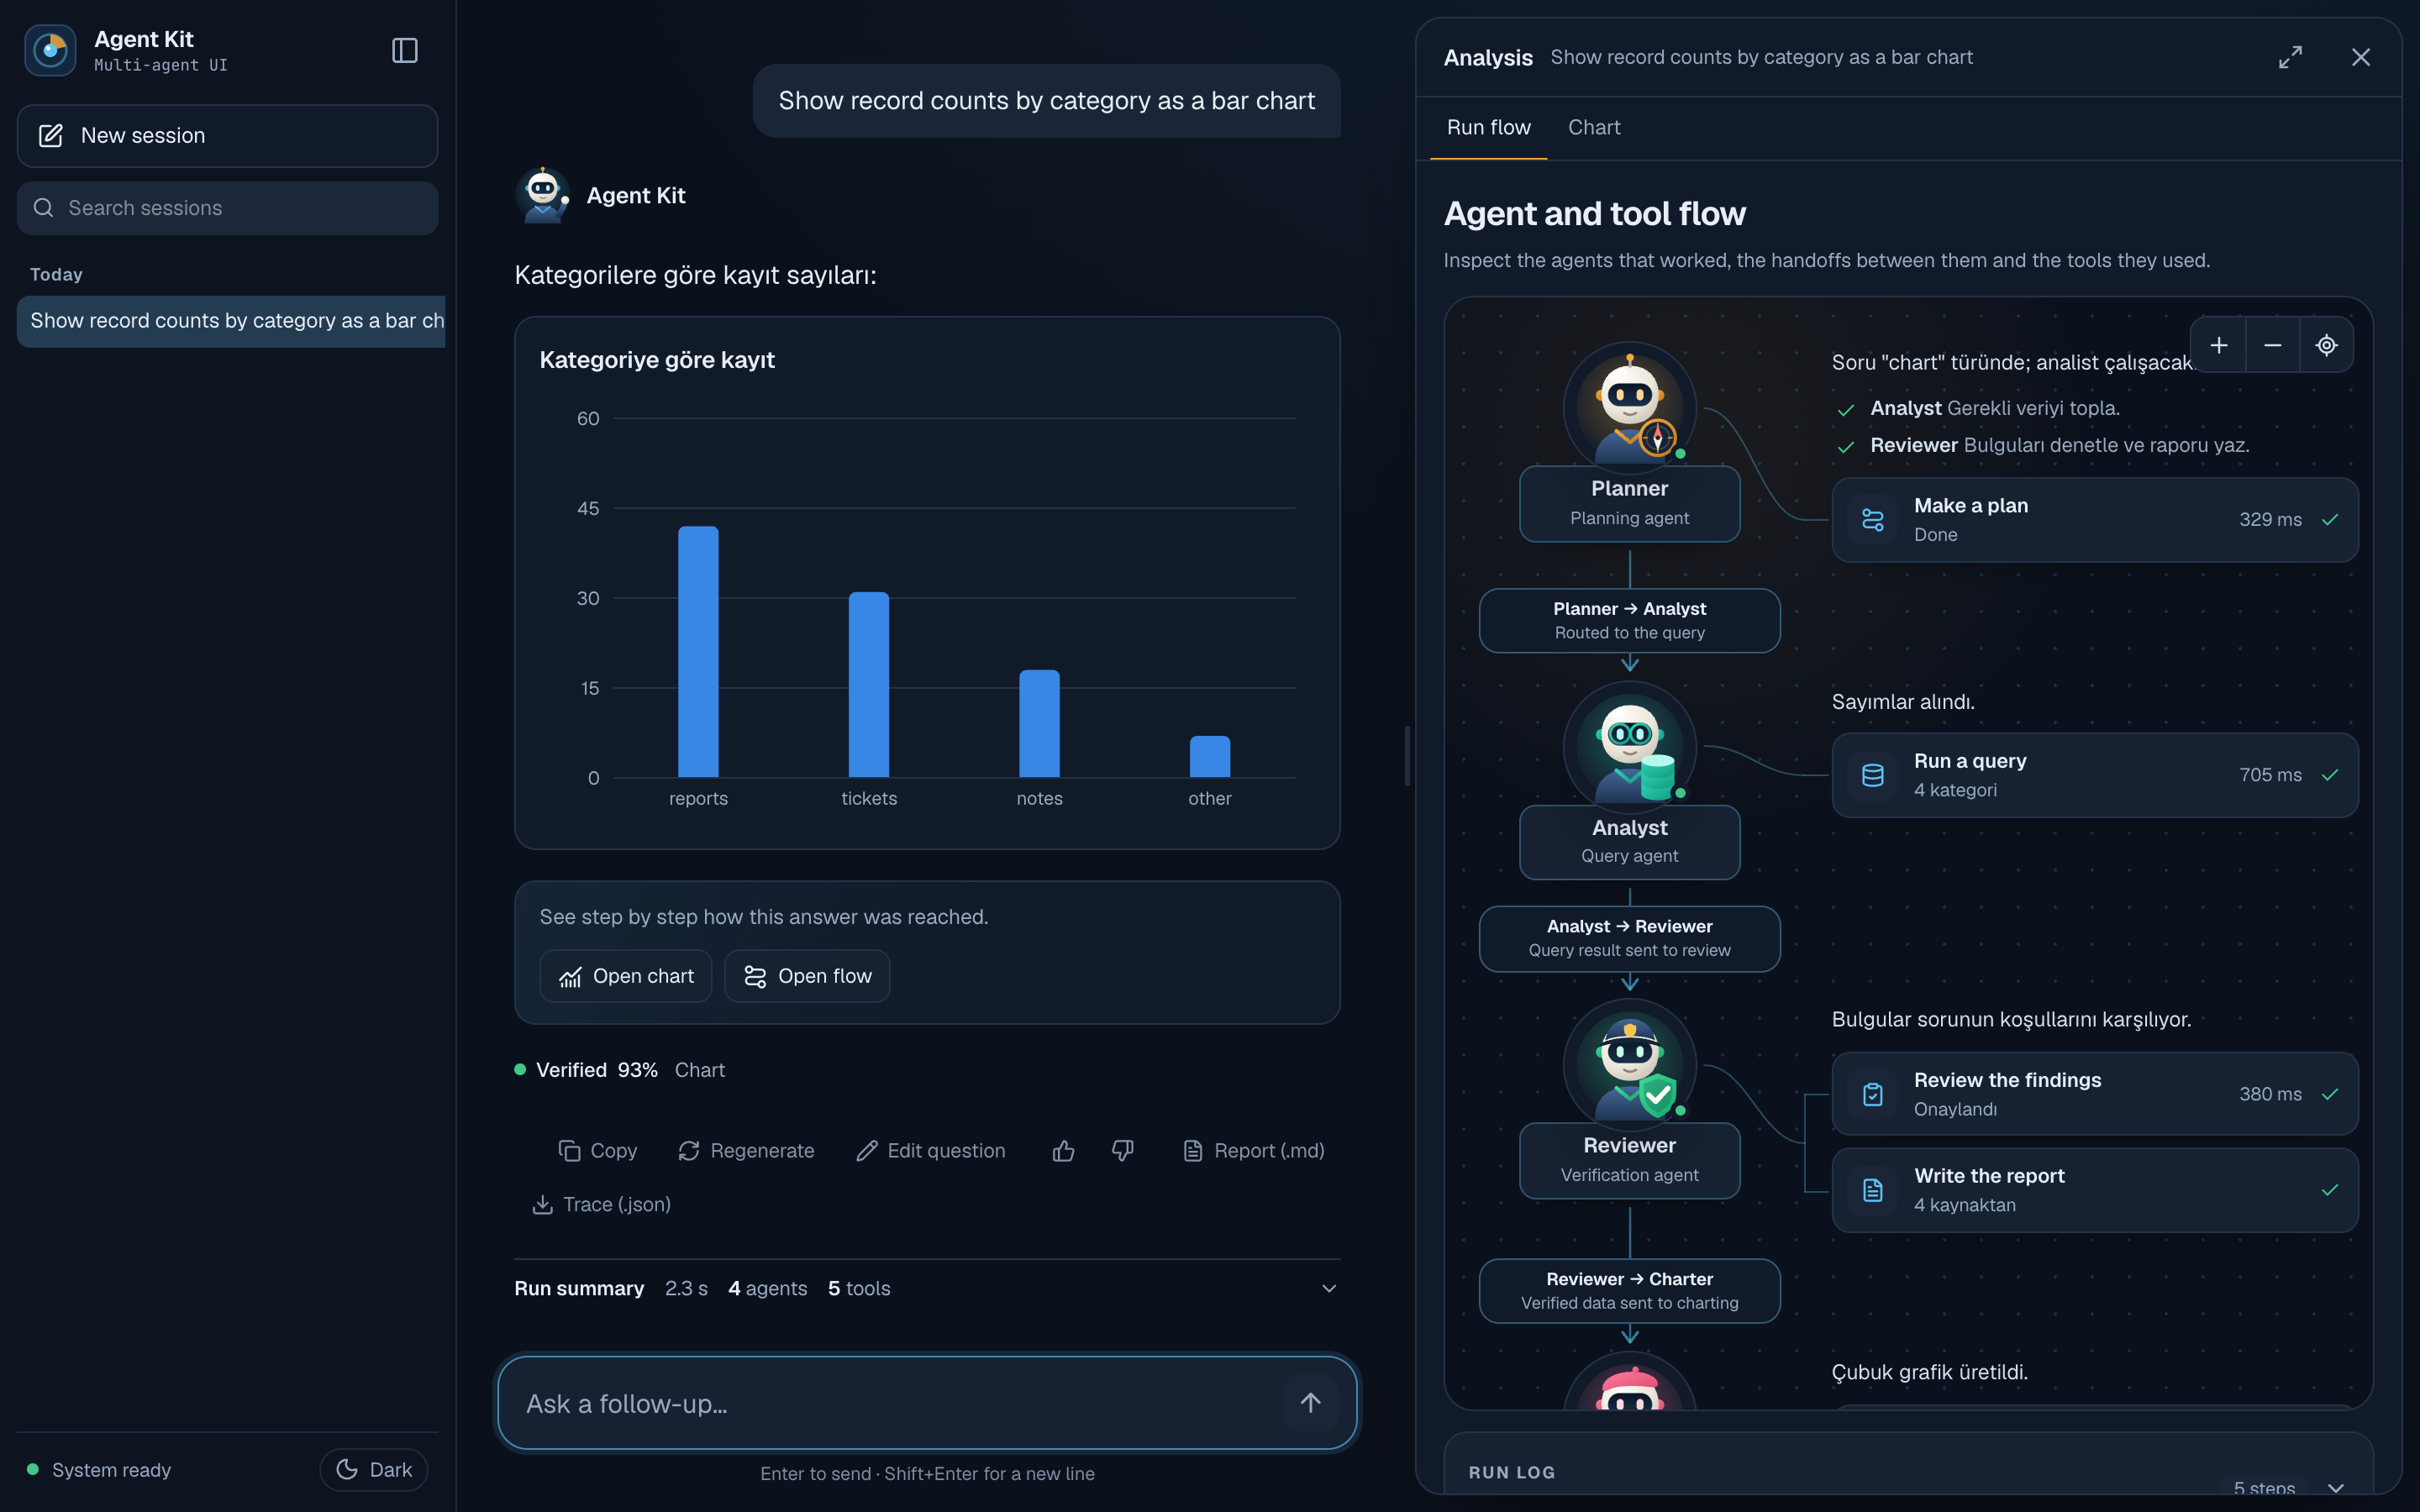 Agent Kit
Multi-agent UI
New session
Search sessions
Today
Show record counts by category as a bar ch
System ready
Dark
Show record counts by category as a bar chart
Agent Kit
Kategorilere göre kayıt sayıları:
Kategoriye göre kayıt
60
45
30
15
0
reports
tickets
notes
other
See step by step how this answer was reached.
Open chart
Open flow
Verified 93% Chart
Copy
Regenerate
Edit question
Report (.md)
Trace (.json)
Run summary 2.3 s 4 agents 5 tools
Ask a follow-up...
Enter to send · Shift+Enter for a new line
Analysis Show record counts by category as a bar chart
Run flow
Chart
Agent and tool flow
Inspect the agents that worked, the handoffs between them and the tools they used.
Soru "chart" türünde; analist çalışacak.
Analyst Gerekli veriyi topla.
Reviewer Bulguları denetle ve raporu yaz.
Planner
Planning agent
Make a plan
Done
329 ms
Planner → Analyst
Routed to the query
Sayımlar alındı.
Analyst
Query agent
Run a query
4 kategori
705 ms
Analyst → Reviewer
Query result sent to review
Bulgular sorunun koşullarını karşılıyor.
Reviewer
Verification agent
Review the findings
Onaylandı
380 ms
Write the report
4 kaynaktan
Reviewer → Charter
Verified data sent to charting
Çubuk grafik üretildi.
RUN LOG
5 steps